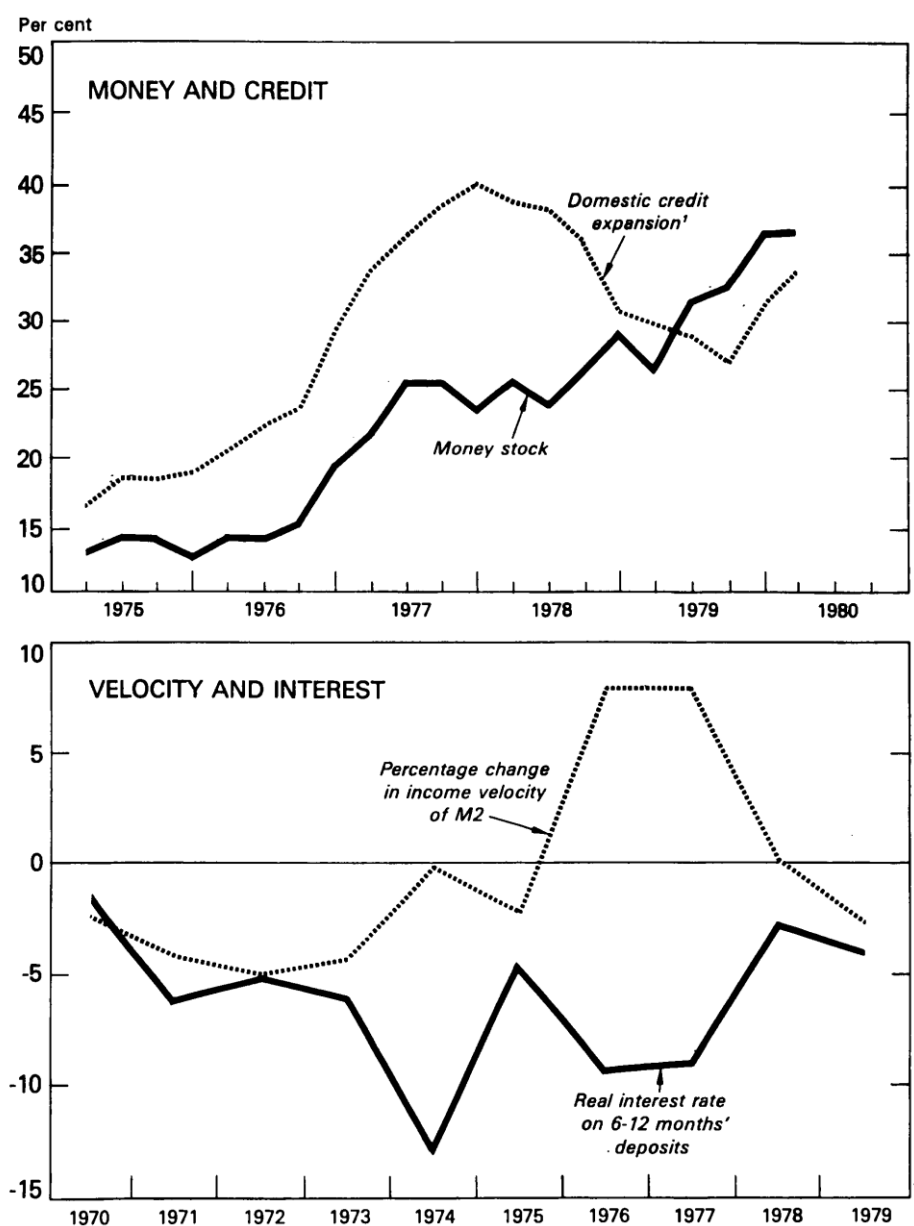 Per cent
50
MONEY AND CREDIT
45
40
Domestic credit
expansion¹
35
30
25
Money stock
20
15
10
1975 1976 1977 1978 1979 1980
10
VELOCITY AND INTEREST
5
Percentage change
in income velocity
of M2
0
-5
-10
Real interest rate
on 6-12 months'
deposits
-15
1970 1971 1972 1973 1974 1975 1976 1977 1978 1979